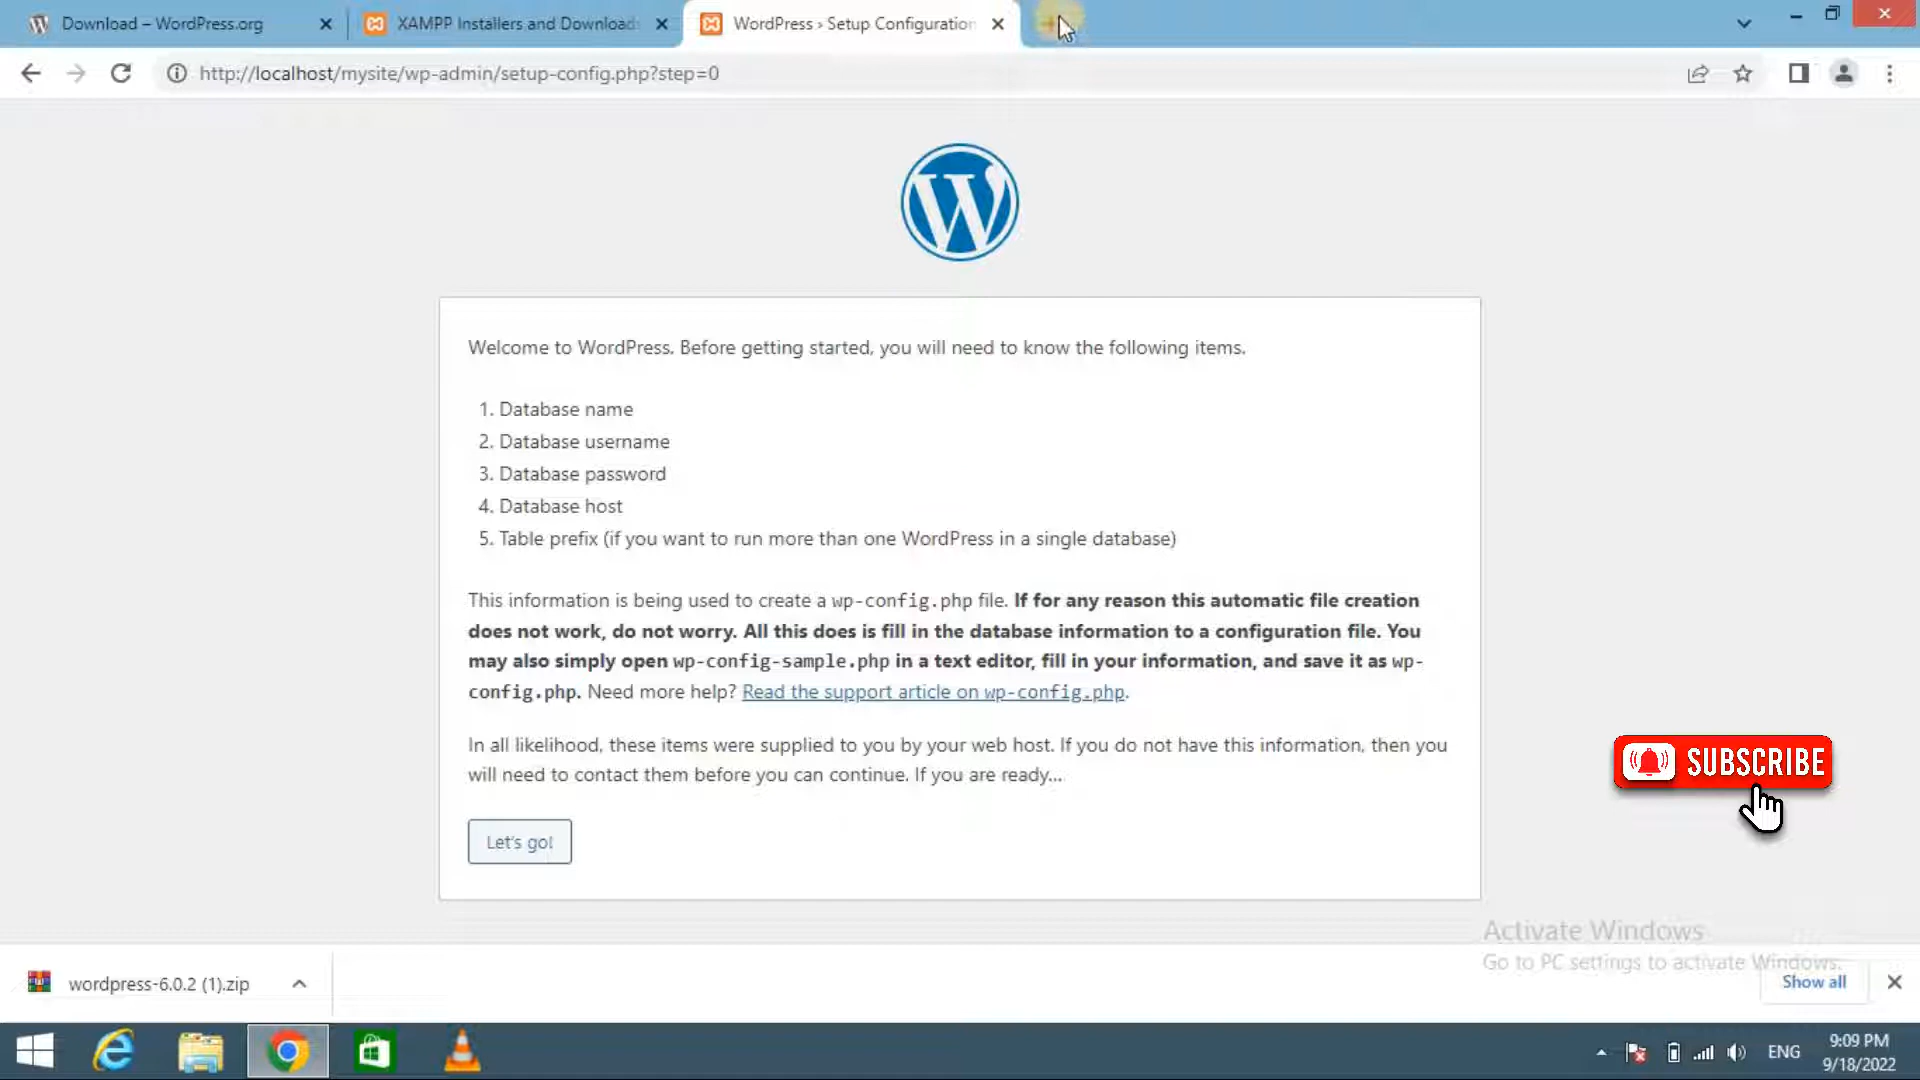 Download – WordPress.org
XAMPP Installers and Downloads
WordPress › Setup Configuration
http://localhost/mysite/wp-admin/setup-config.php?step=0
Welcome to WordPress. Before getting started, you will need to know the following items.
1. Database name
2. Database username
3. Database password
4. Database host
5. Table prefix (if you want to run more than one WordPress in a single database)
This information is being used to create a wp-config.php file. If for any reason this automatic file creation
does not work, do not worry. All this does is fill in the database information to a configuration file. You
may also simply open wp-config-sample.php in a text editor, fill in your information, and save it as wp-
config.php. Need more help? Read the support article on wp-config.php.
In all likelihood, these items were supplied to you by your web host. If you do not have this information, then you
will need to contact them before you can continue. If you are ready...
Let's go!
SUBSCRIBE
Activate Windows
Go to PC settings to activate Windows.
wordpress-6.0.2 (1).zip
Show all
ENG
9:09 PM
9/18/2022